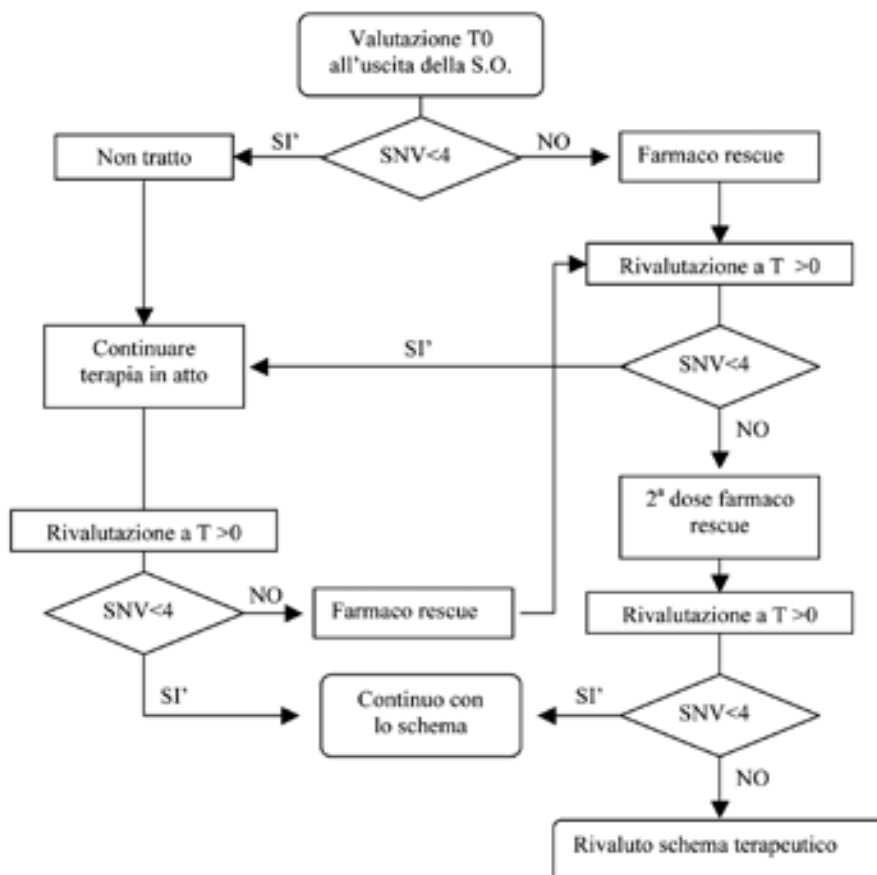 Valutazione T0
all'uscita della S.O.
SI'
NO
Non tratto
SNV<4
Farmaco rescue
Rivalutazione a T >0
SI'
Continuare
terapia in atto
SNV<4
NO
2ª dose farmaco
rescue
Rivalutazione a T >0
SNV<4
NO
Farmaco rescue
Rivalutazione a T >0
SI'
Continuo con
lo schema
SI'
SNV<4
NO
Rivaluto schema terapeutico